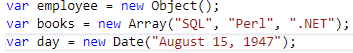 var employee = new Object();
var books = new Array("SQL", "Perl", ".NET");
var day = new Date("August 15, 1947");